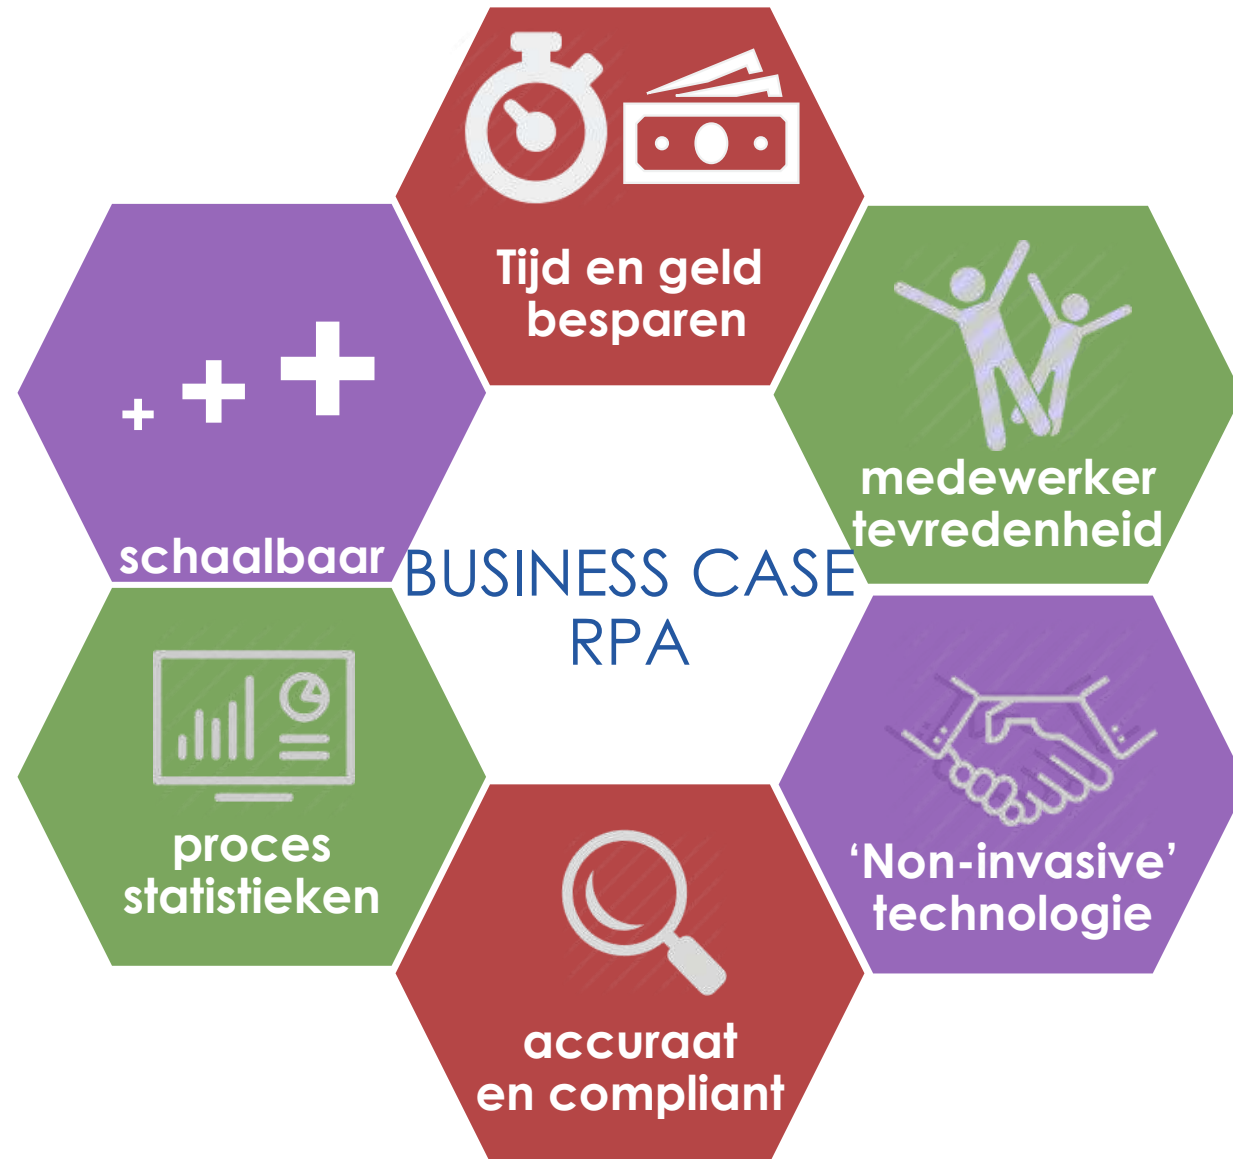 Tijd en geld
besparen
medewerker
tevredenheid
schaalbaar
BUSINESS CASE
RPA
proces
statistieken
‘Non-invasive’
technologie
accuraat
en compliant